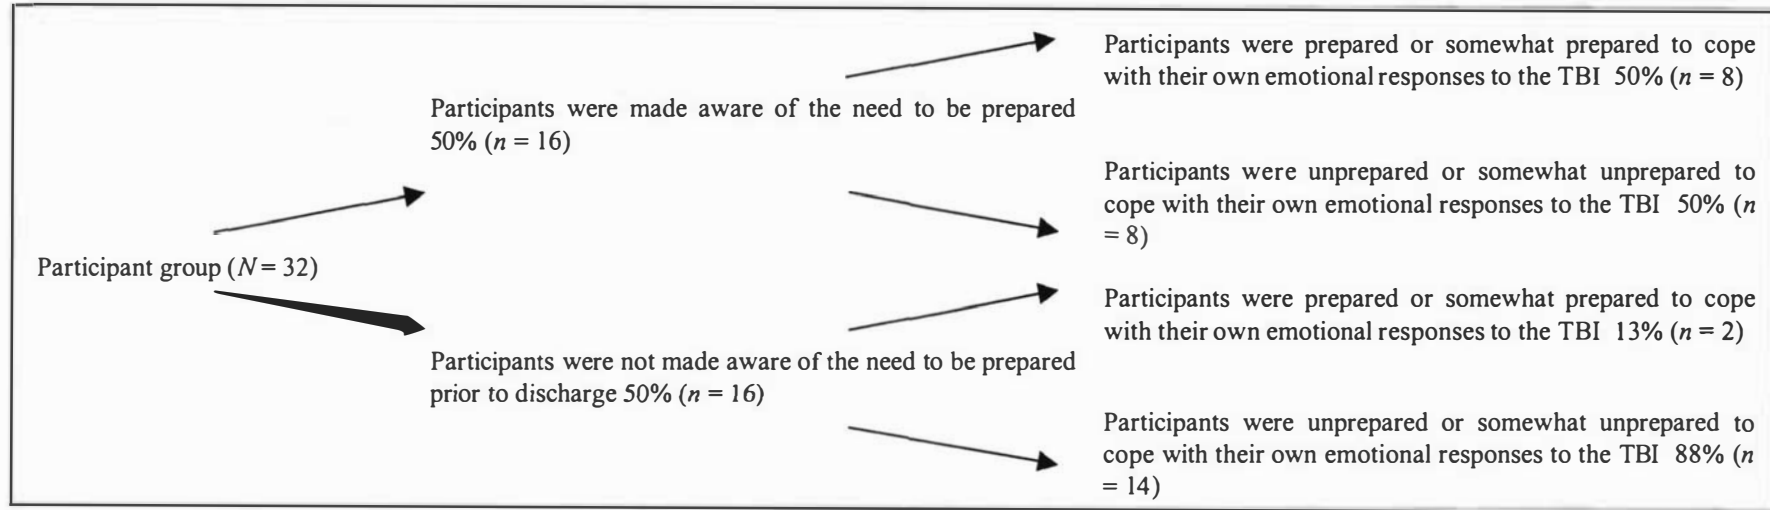 Participants were prepared or somewhat prepared to cope
with their own emotional responses to the TBI 50% (n = 8)
Participants were made aware of the need to be prepared
50% (n = 16)
Participants were unprepared or somewhat unprepared to
cope with their own emotional responses to the TBI 50% (n
= 8)
Participant group (N = 32)
Participants were prepared or somewhat prepared to cope
with their own emotional responses to the TBI 13% (n = 2)
Participants were not made aware of the need to be prepared
prior to discharge 50% (n = 16)
Participants were unprepared or somewhat unprepared to
cope with their own emotional responses to the TBI 88% (n
= 14)